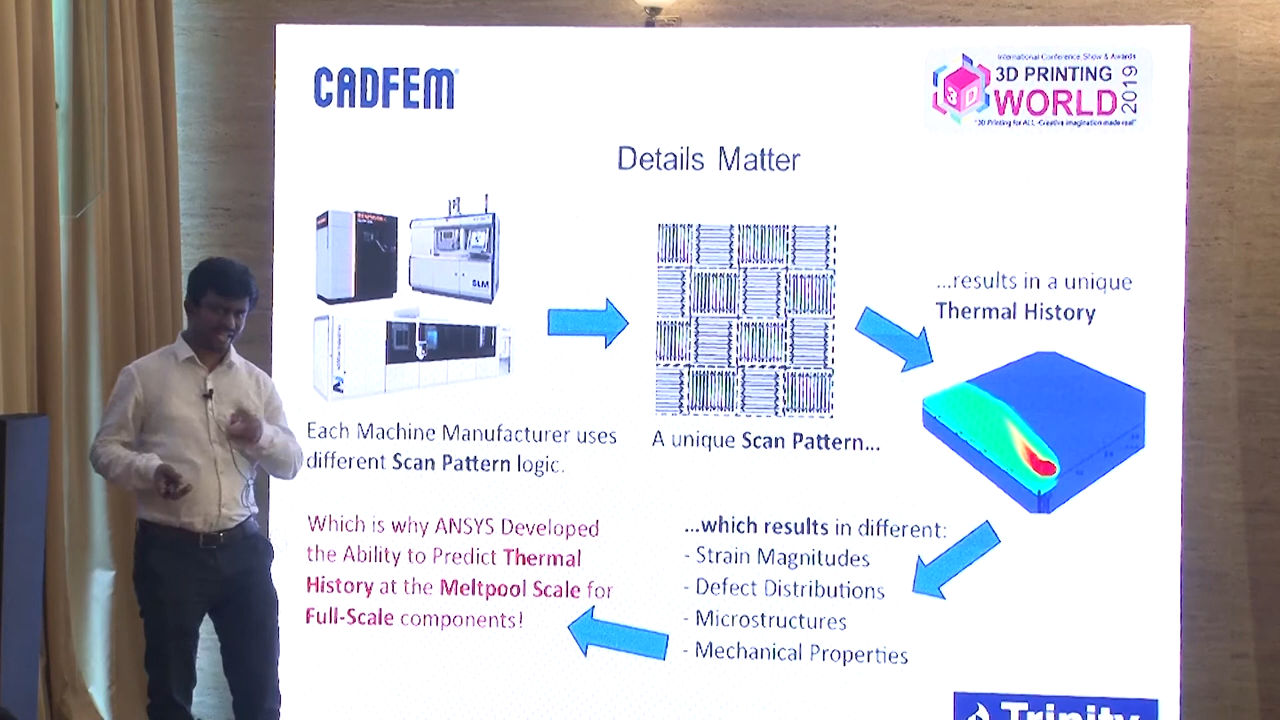 CADFEM
International Conference, Show & Awards
3D PRINTING
WORLD
2019
3D
"3D Printing for ALL -Creative imagination made real"
Details Matter
SLM
...results in a unique
Thermal History
Each Machine Manufacturer uses
different Scan Pattern logic.
A unique Scan Pattern...
Which is why ANSYS Developed
the Ability to Predict Thermal
History at the Meltpool Scale for
Full-Scale components!
...which results in different:
- Strain Magnitudes
- Defect Distributions
- Microstructures
- Mechanical Properties
Trinity